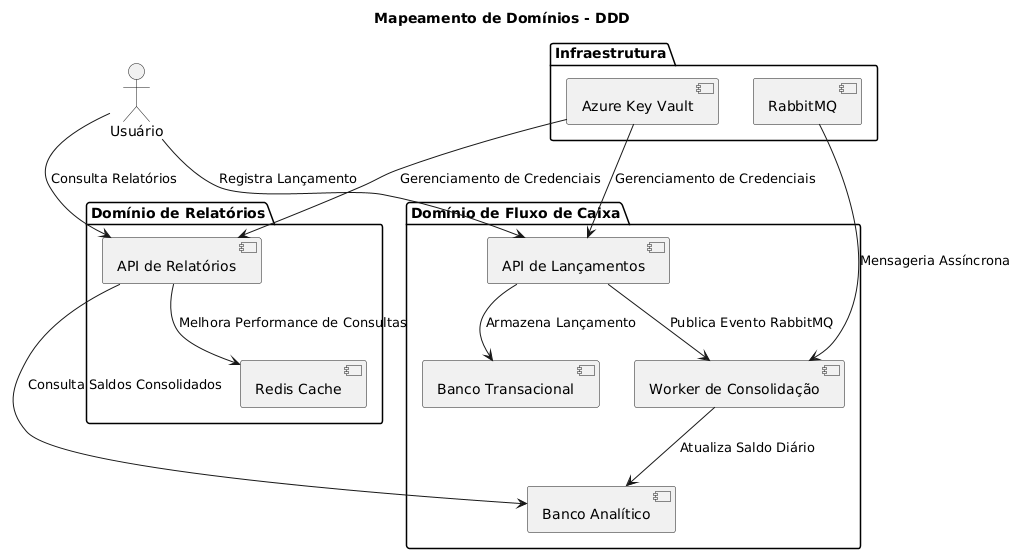 Mapeamento de Domínios - DDD
Infraestrutura
Azure Key Vault
RabbitMQ
Usuário
Consulta Relatórios
Registra Lançamento
Gerenciamento de Credenciais
Gerenciamento de Credenciais
Domínio de Relatórios
Domínio de Fluxo de Caixa
API de Relatórios
API de Lançamentos
Mensageria Assíncrona
Melhora Performance de Consultas
Armazena Lançamento
Publica Evento RabbitMQ
Consulta Saldos Consolidados
Redis Cache
Banco Transacional
Worker de Consolidação
Atualiza Saldo Diário
Banco Analítico